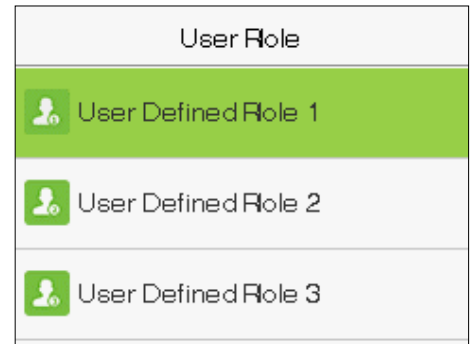 User Role
User Defined Role 1
User Defined Role 2
User Defined Role 3